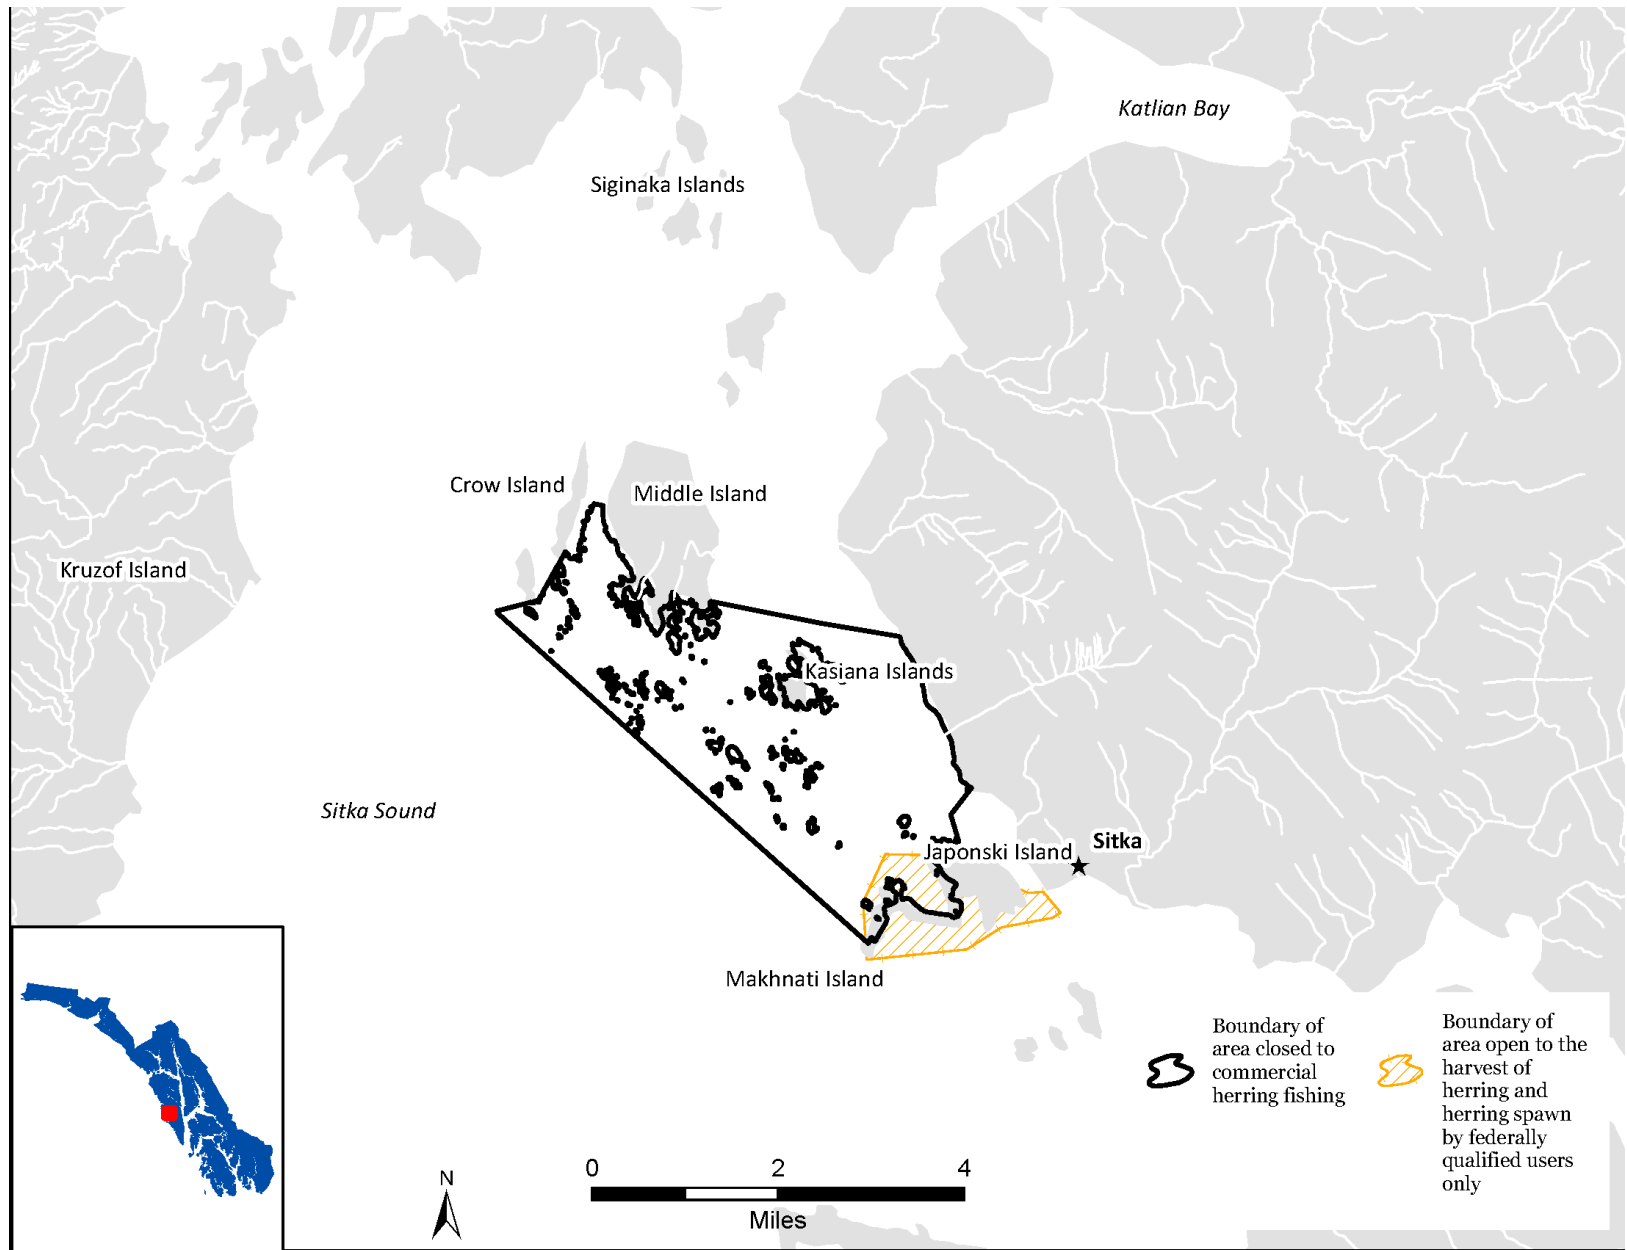 Katlian Bay
Siginaka Islands
Crow Island
Middle Island
Kruzof Island
Kasiana Islands
Sitka Sound
Sitka
Japonski Island
Makhnati Island
Boundary of
area closed to
commercial
herring fishing
Boundary of
area open to the
harvest of
herring and
herring spawn
by federally
qualified users
only
N
0 2 4
Miles